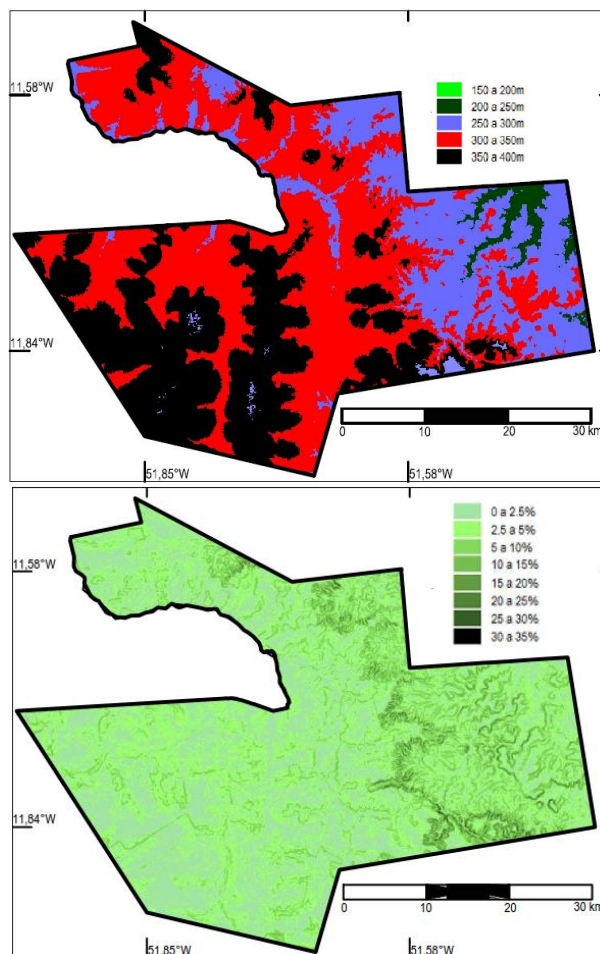 11,58°W
150 a 200m
200 a 250m
250 a 300m
300 a 350m
350 a 400m
11,84°W
0 10 20 30 km
51,85°W 51,58°W
0 a 2.5%
2.5 a 5%
5 a 10%
10 a 15%
15 a 20%
20 a 25%
25 a 30%
30 a 35%
11,58°W
11,84°W
0 10 20 30 km
51,85°W 51,58°W